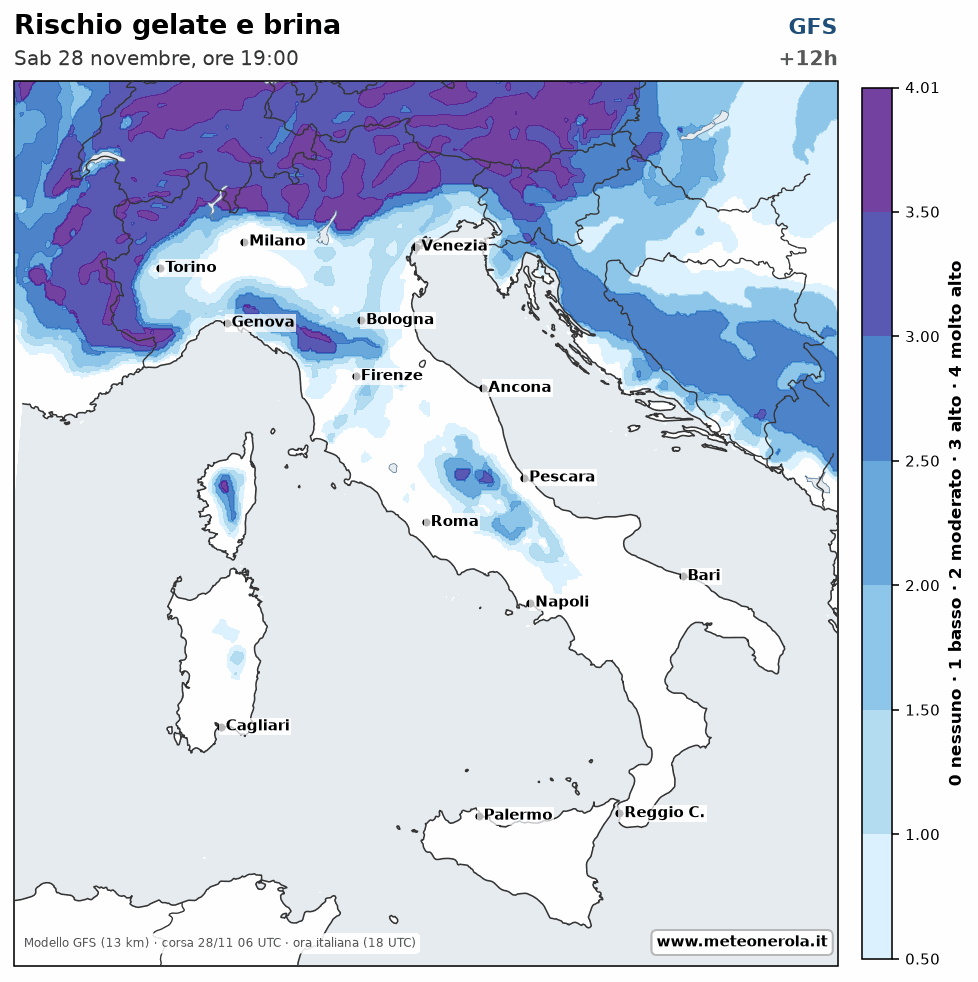 Rischio gelate e brina
GFS
Sab 28 novembre, ore 19:00
+12h
4.01
3.50
3.00
2.50
2.00
1.50
1.00
0.50
0 nessuno · 1 basso · 2 moderato · 3 alto · 4 molto alto
Milano
Venezia
Torino
Genova
Bologna
Firenze
Ancona
Pescara
Roma
Bari
Napoli
Cagliari
Palermo
Reggio C.
Modello GFS (13 km) · corsa 28/11 06 UTC · ora italiana (18 UTC)
www.meteonerola.it